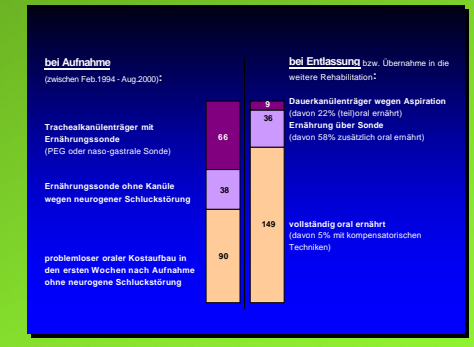 bei Aufnahme
(zwischen Feb.1994 - Aug.2000):
Trachealkanülenträger mit
Ernährungssonde
(PEG oder naso-gastrale Sonde)
Ernährungssonde ohne Kanüle
wegen neurogener Schluckstörung
problemloser oraler Kostaufbau in
den ersten Wochen nach Aufnahme
ohne neurogene Schluckstörung
66
38
90
bei Entlassung bzw. Übernahme in die
weitere Rehabilitation:
9
36
149
Dauerkanülenträger wegen Aspiration
(davon 22% (teil)oral ernährt)
Ernährung über Sonde
(davon 58% zusätzlich oral ernährt)
vollständig oral ernährt
(davon 5% mit kompensatorischen
Techniken)